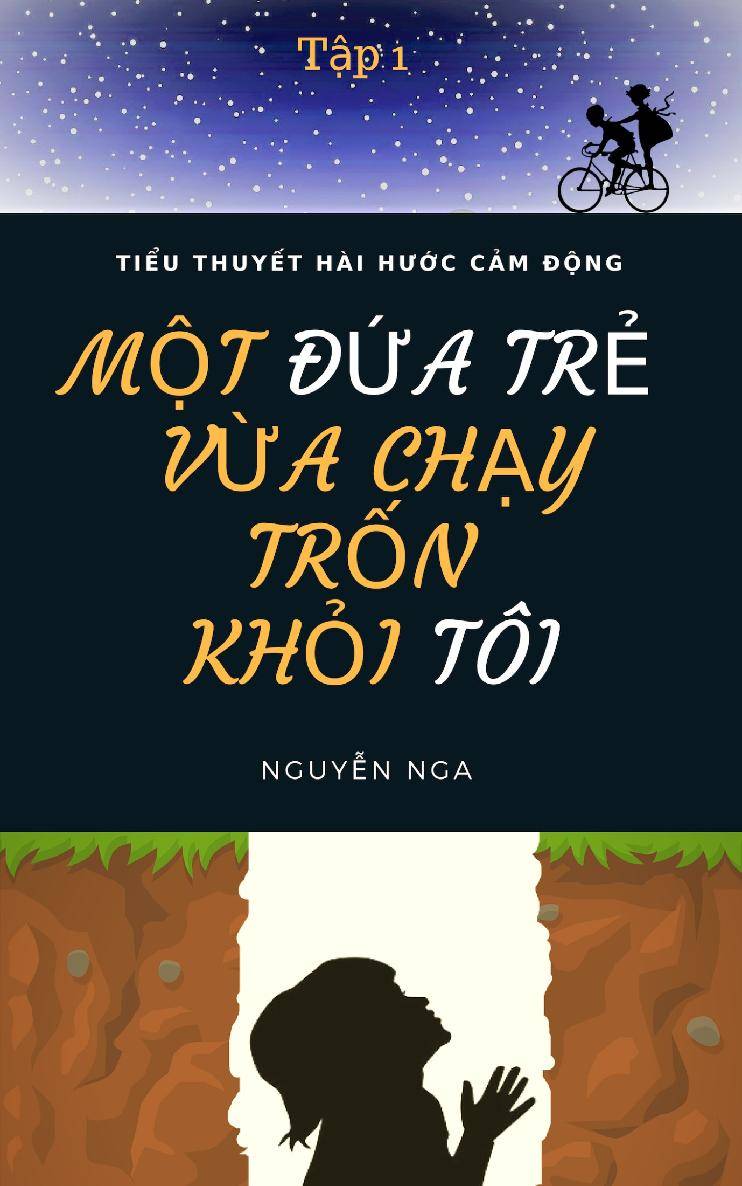 Tập 1
TIỂU THUYẾT HÀI HƯỚC CẢM ĐỘNG
MỘT ĐỨA TRẺ
VỪA CHẠY
TRỐN
KHỎI TÔI
NGUYỄN NGA